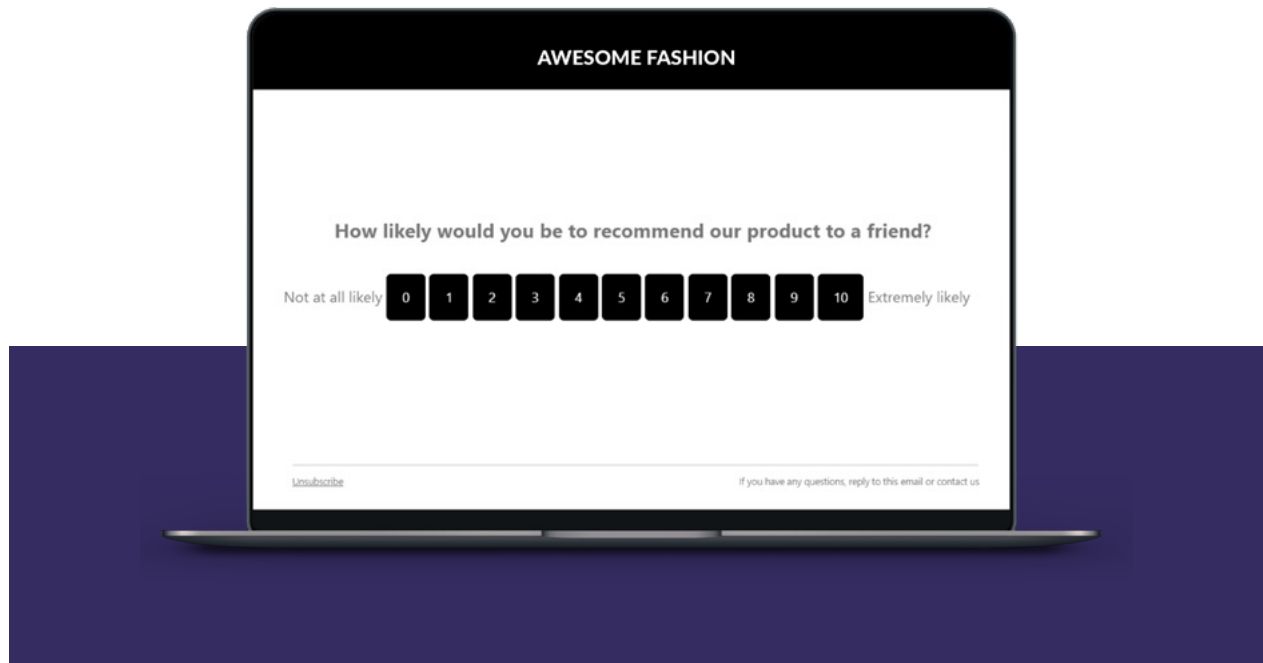 AWESOME FASHION
How likely would you be to recommend our product to a friend?
Not at all likely 0 1 2 3 4 5 6 7 8 9 10 Extremely likely
Unsubscribe If you have any questions, reply to this email or contact us